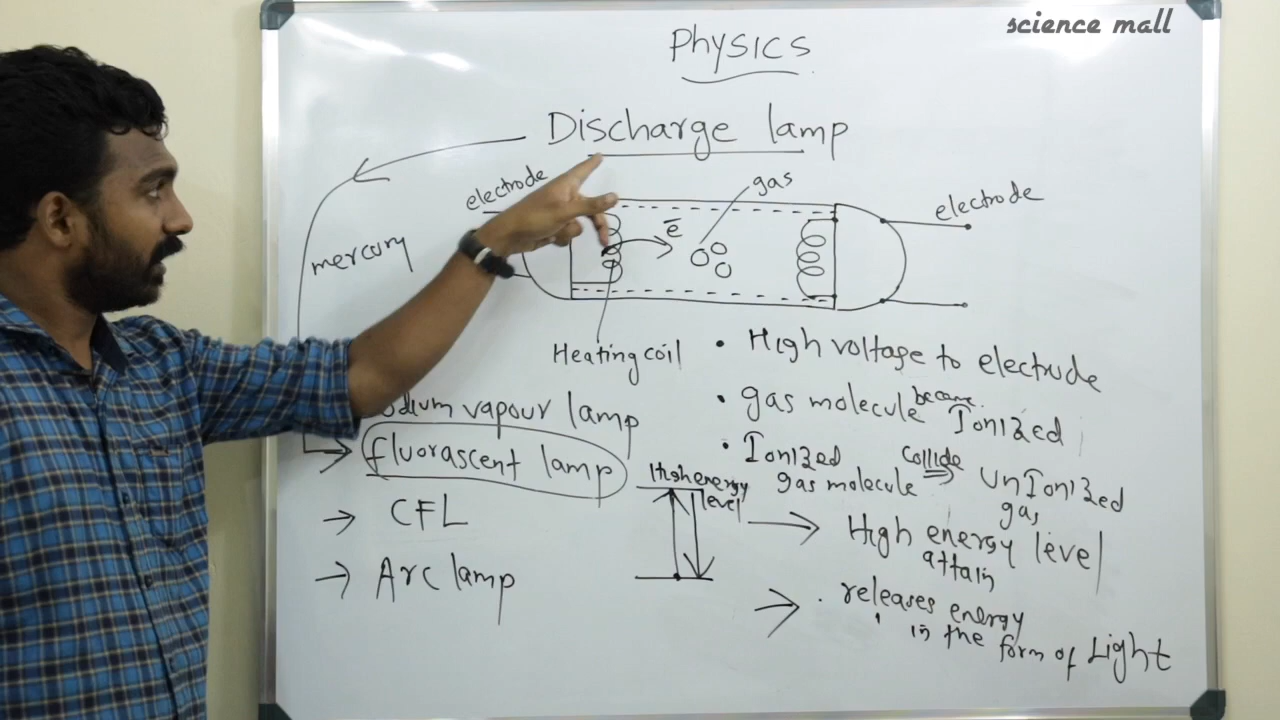 science mall
Physics
Discharge lamp
electrode
gas
electrode
e
mercury
Heating coil
• High voltage to electrode
• gas molecule became Ionized
• Ionized gas molecule collide ⇒ UnIonized gas
odium vapour lamp
fluorascent lamp
→ CFL
→ Arc lamp
High energy level
→ High energy level attain
→ . releases energy
in the form of Light